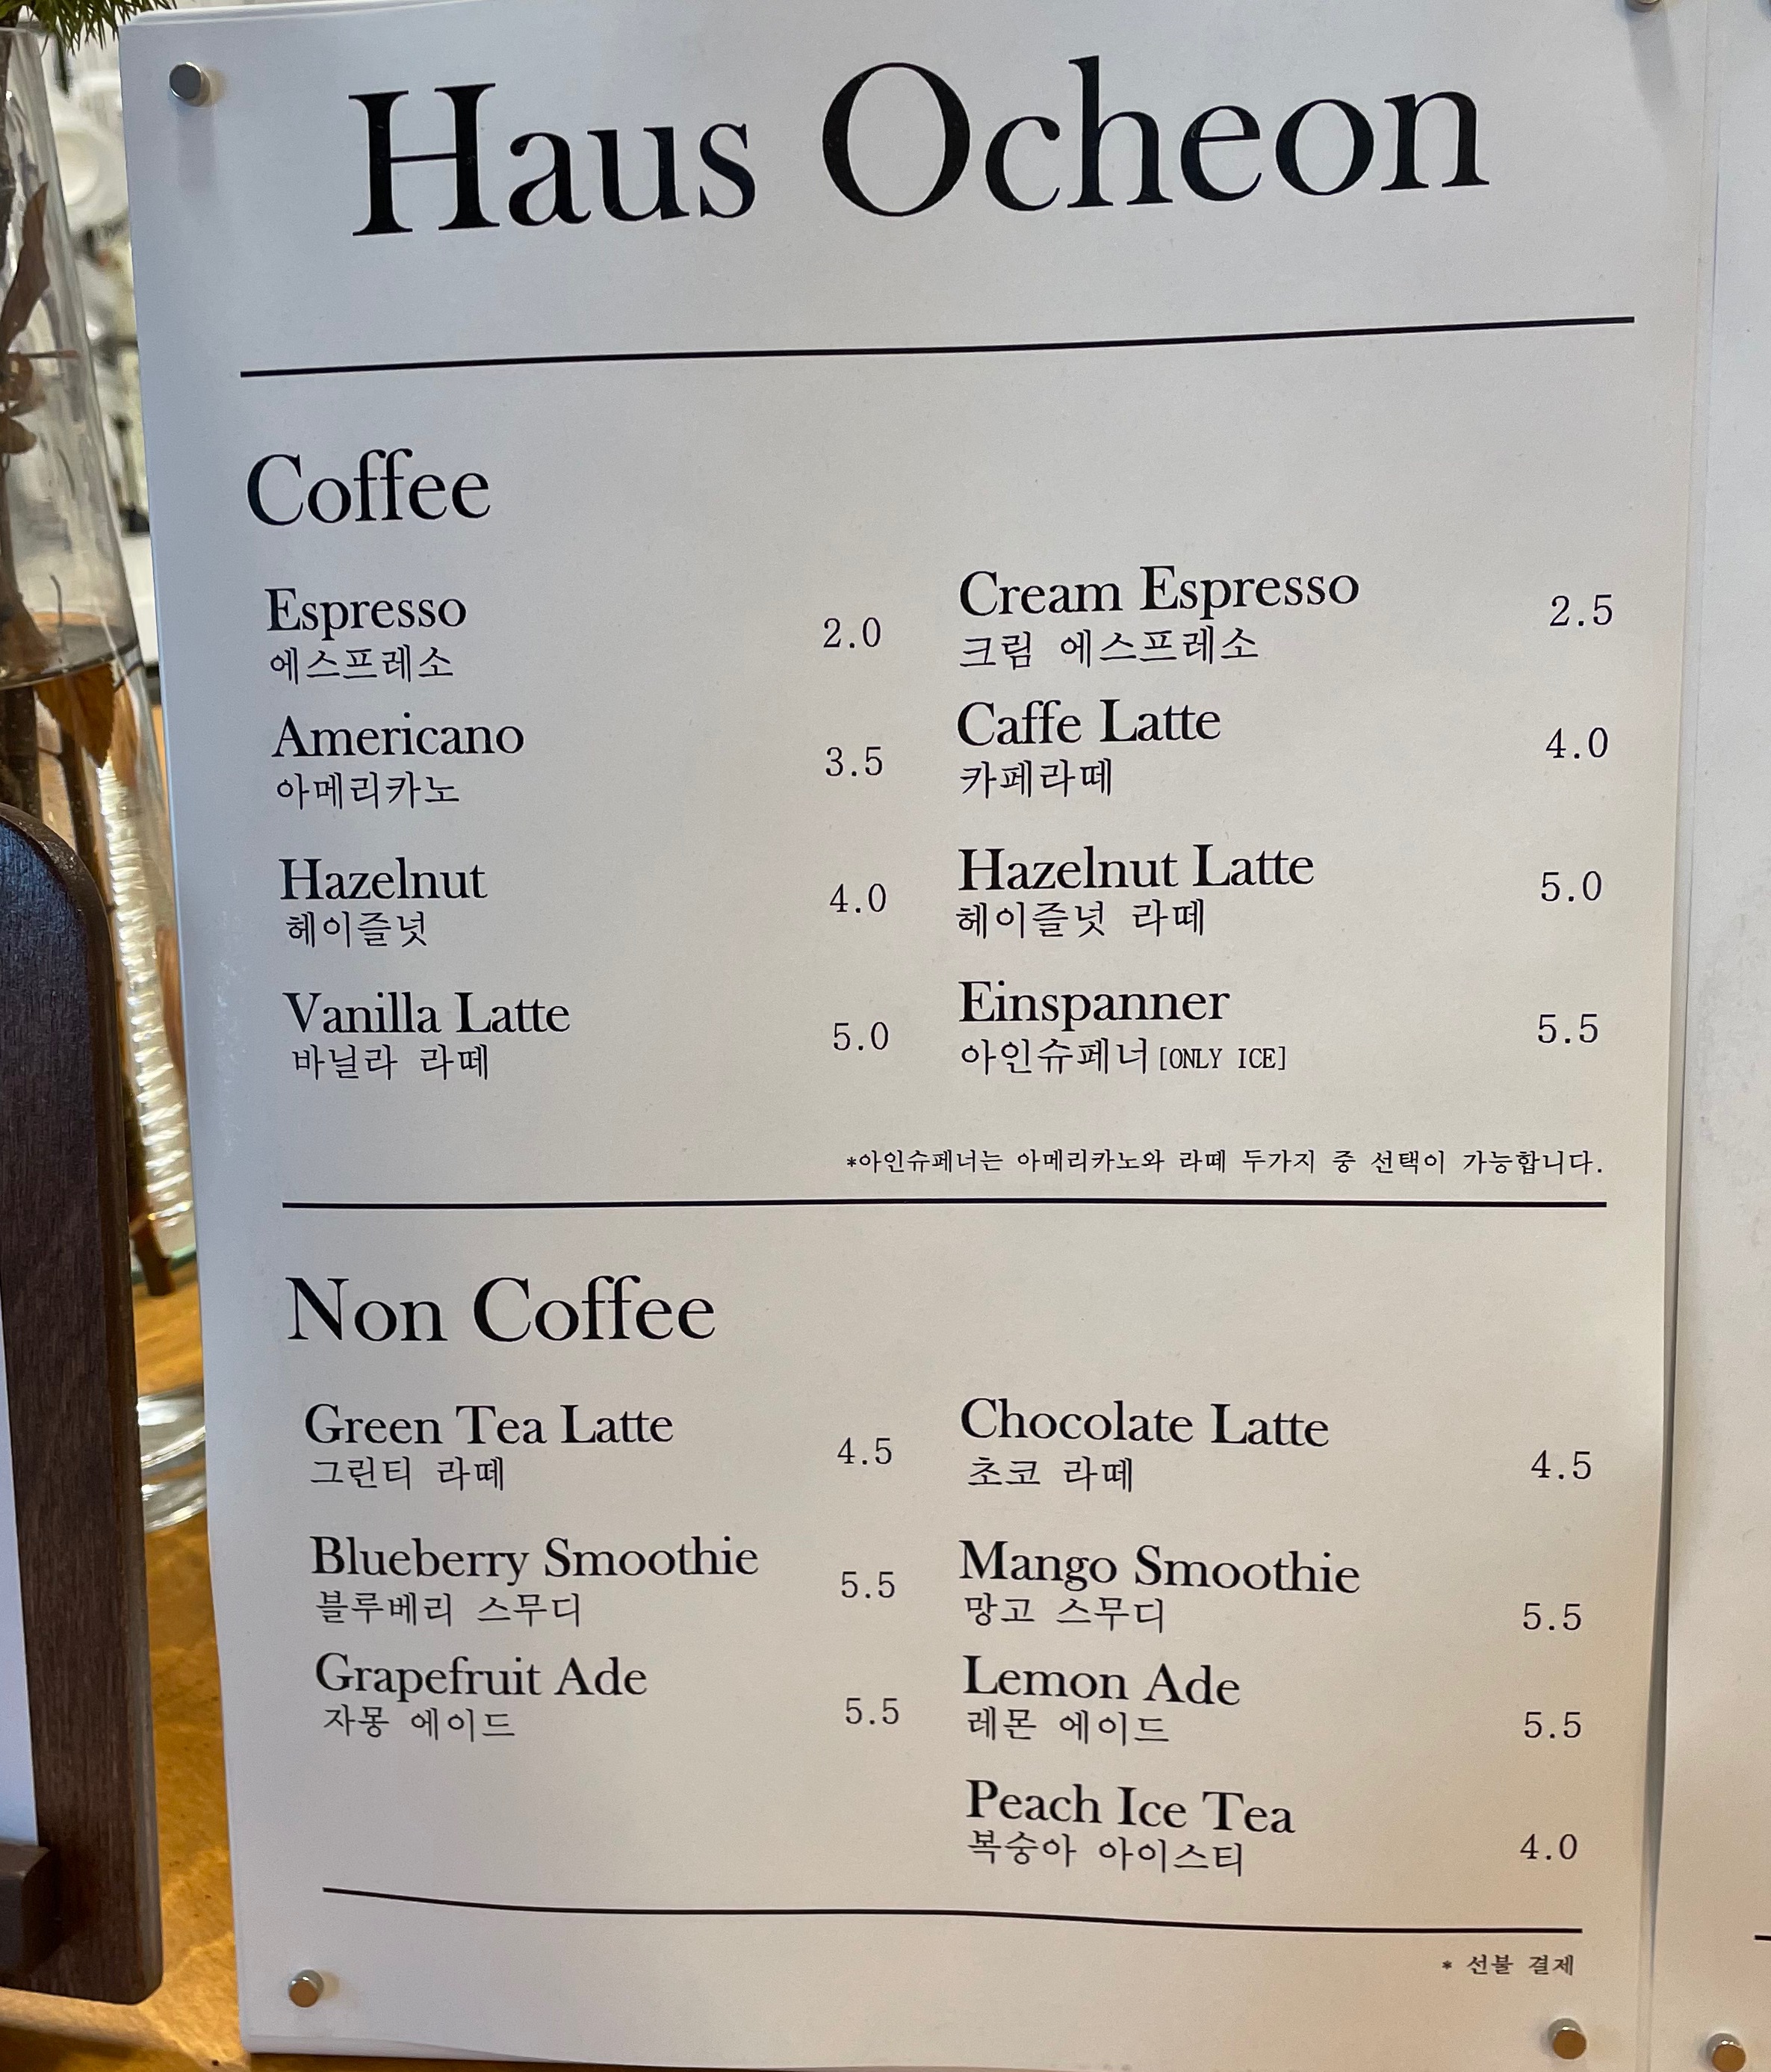 Haus Ocheon
Coffee
Espresso
에스프레소
2.0
Cream Espresso
크림 에스프레소
2.5
Americano
아메리카노
3.5
Caffe Latte
카페라떼
4.0
Hazelnut
헤이즐넛
4.0
Hazelnut Latte
헤이즐넛 라떼
5.0
Vanilla Latte
바닐라 라떼
5.0
Einspanner
아인슈페너[ONLY ICE]
5.5
*아인슈페너는 아메리카노와 라떼 두가지 중 선택이 가능합니다.
Non Coffee
Green Tea Latte
그린티 라떼
4.5
Chocolate Latte
초코 라떼
4.5
Blueberry Smoothie
블루베리 스무디
5.5
Mango Smoothie
망고 스무디
5.5
Grapefruit Ade
자몽 에이드
5.5
Lemon Ade
레몬 에이드
5.5
Peach Ice Tea
복숭아 아이스티
4.0
* 선불 결제